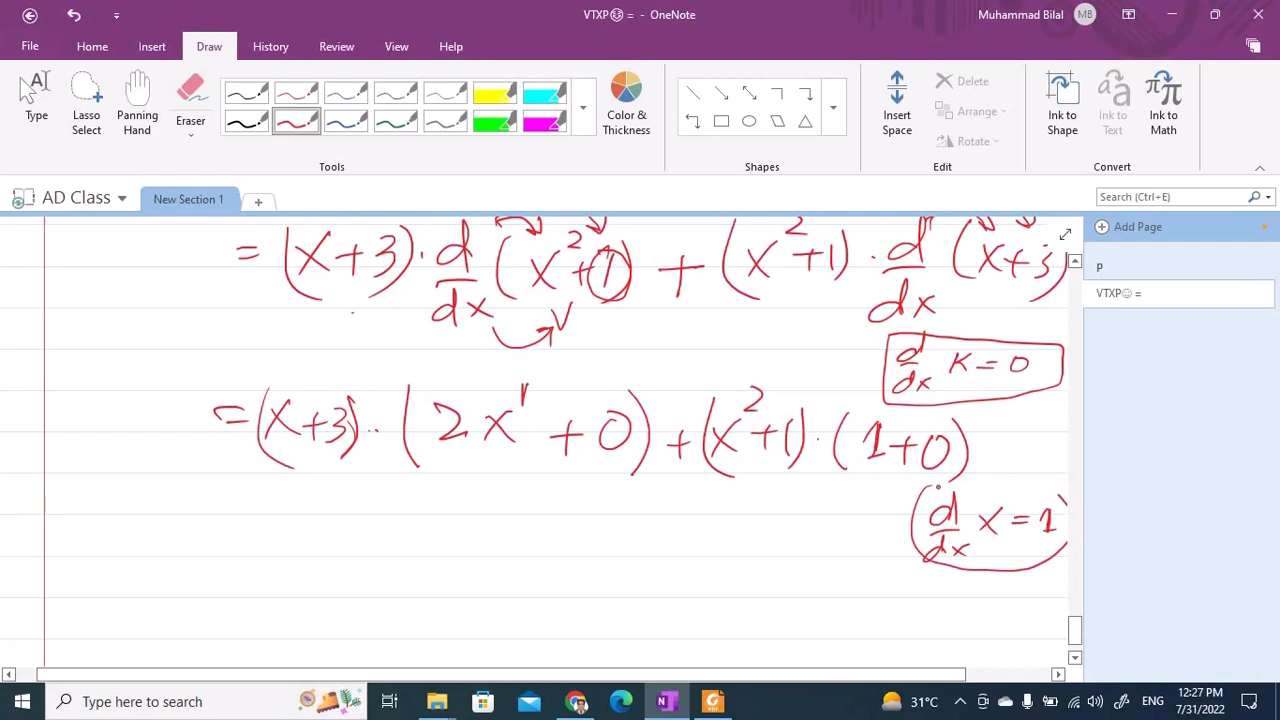 VTXP😊 = - OneNote
Muhammad Bilal MB
File Home Insert Draw History Review View Help
Type
Lasso Select
Panning Hand
Eraser
Color & Thickness
Insert Space
Delete
Arrange
Rotate
Ink to Shape
Ink to Text
Ink to Math
Tools Shapes Edit Convert
AD Class New Section 1 Search (Ctrl+E)
Add Page
p
VTXP☺ =
= (x+3) · d/dx (x²+1) + (x²+1) · d/dx (x+3)
d/dx K = 0
= (x+3) · · (2x¹ + 0) + (x²+1) · (1+0)
(d/dx x = 1)
Type here to search 31°C ENG 12:27 PM
7/31/2022